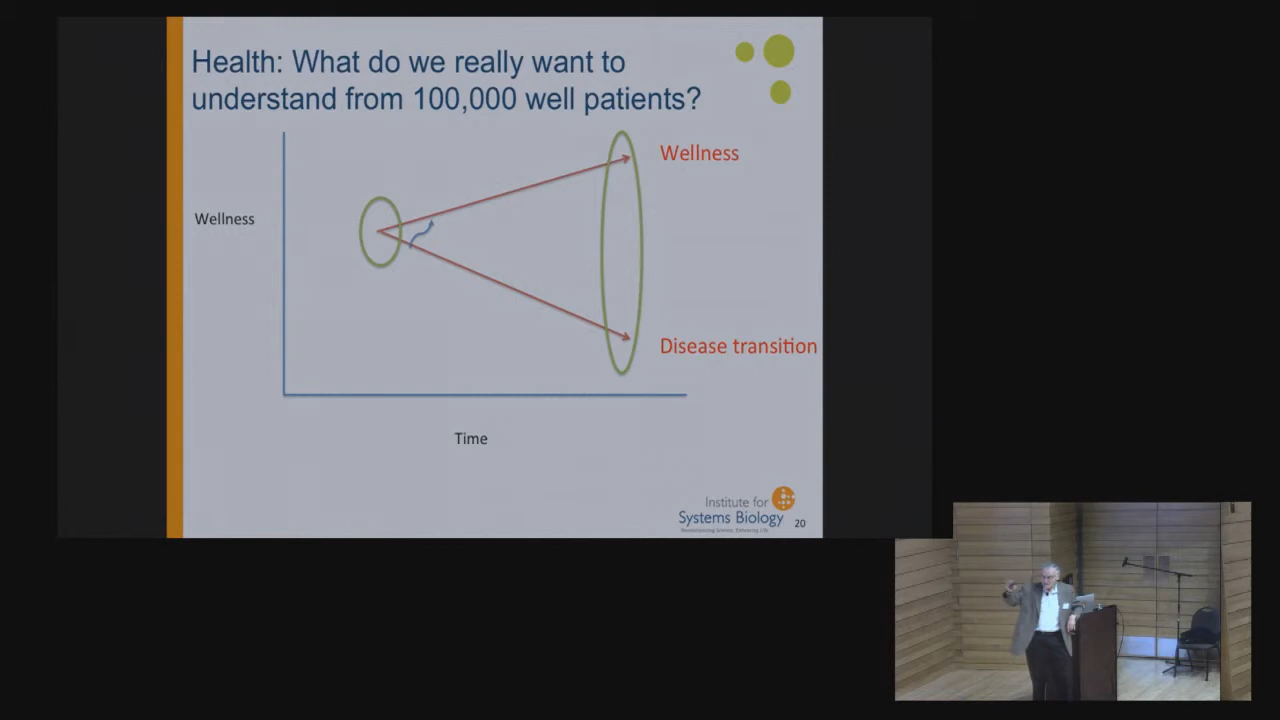 Health: What do we really want to
understand from 100,000 well patients?
Wellness
Wellness
Disease transition
Time
Institute for
Systems Biology
20